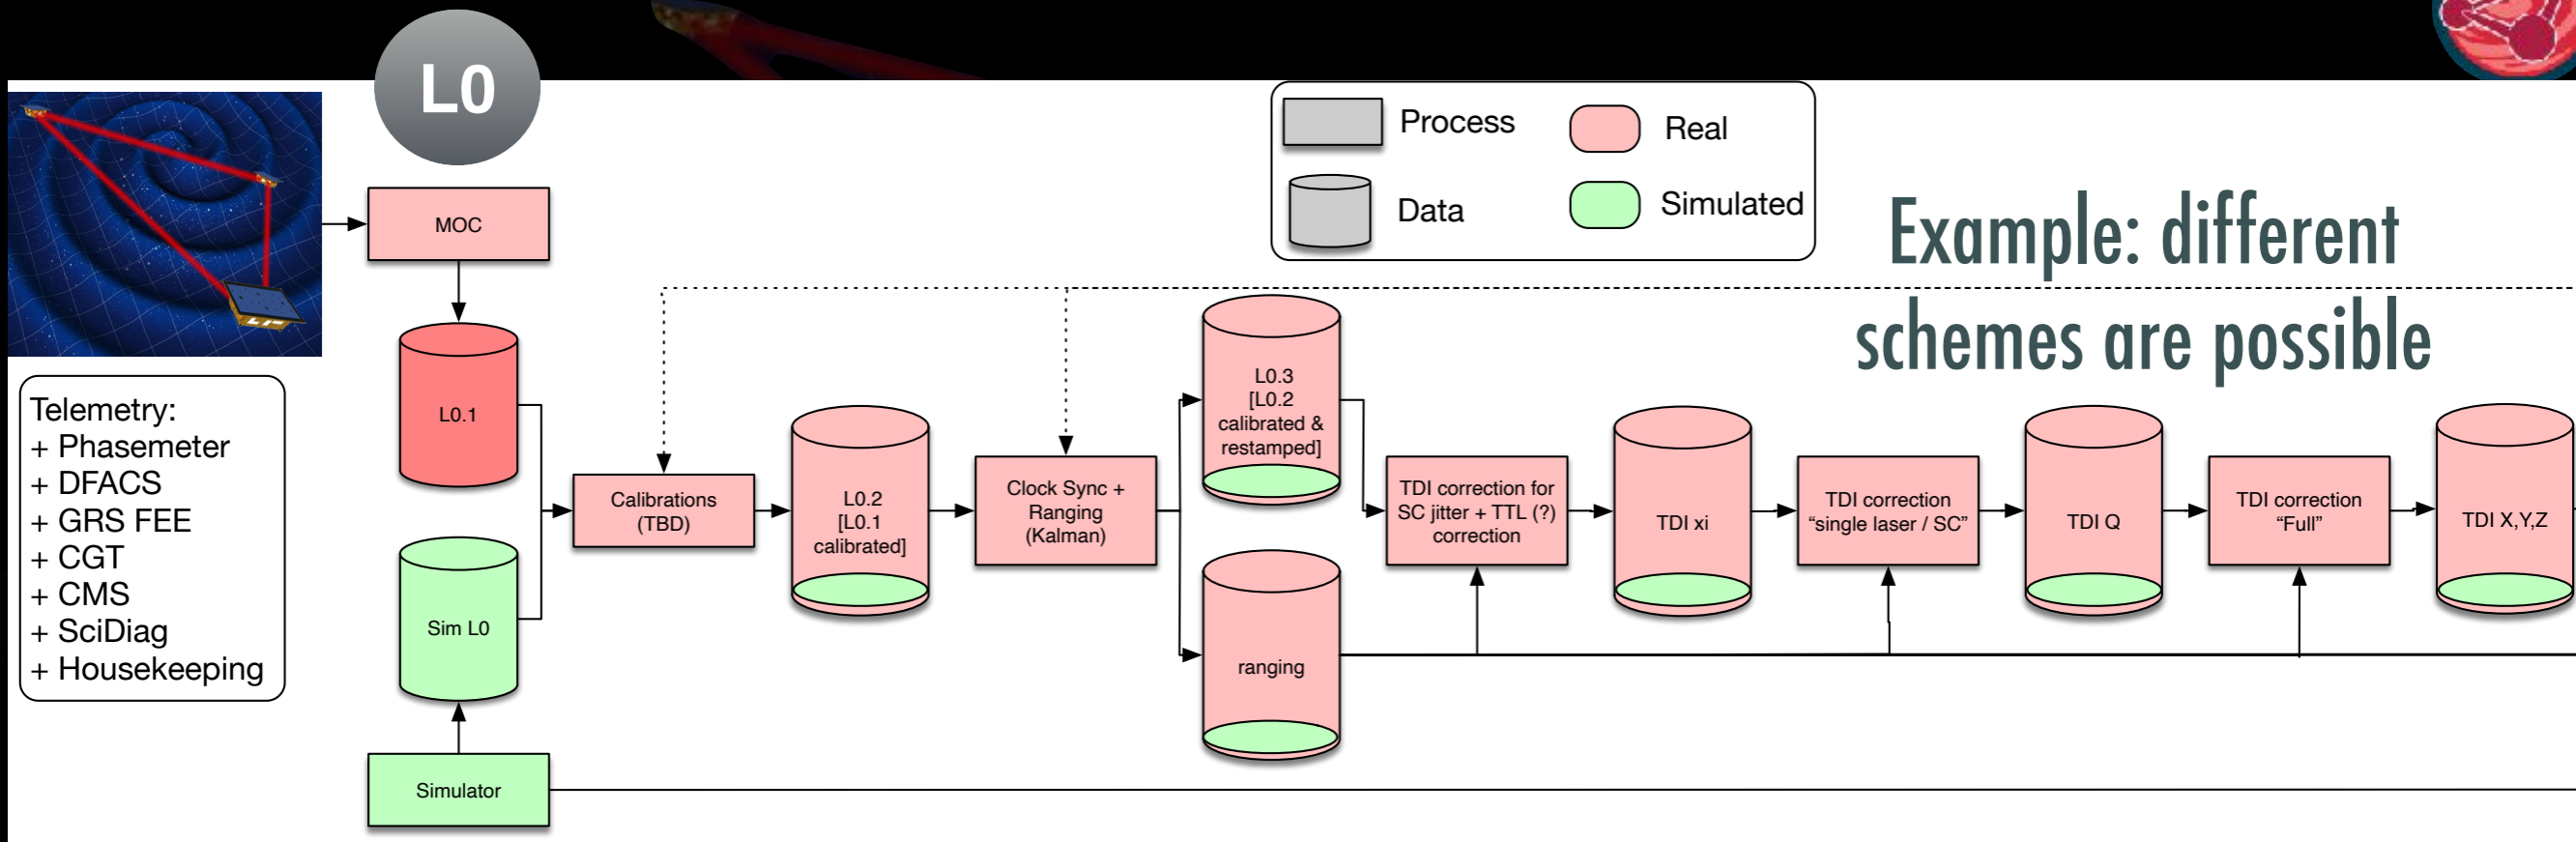 L0
Process
Real
Data
Simulated
Example: different
schemes are possible
MOC
Telemetry:
+ Phasemeter
+ DFACS
+ GRS FEE
+ CGT
+ CMS
+ SciDiag
+ Housekeeping
L0.1
Sim L0
Simulator
Calibrations
(TBD)
L0.2
[L0.1
calibrated]
Clock Sync +
Ranging
(Kalman)
L0.3
[L0.2
calibrated &
restamped]
ranging
TDI correction for
SC jitter + TTL (?)
correction
TDI xi
TDI correction
“single laser / SC”
TDI Q
TDI correction
“Full”
TDI X,Y,Z